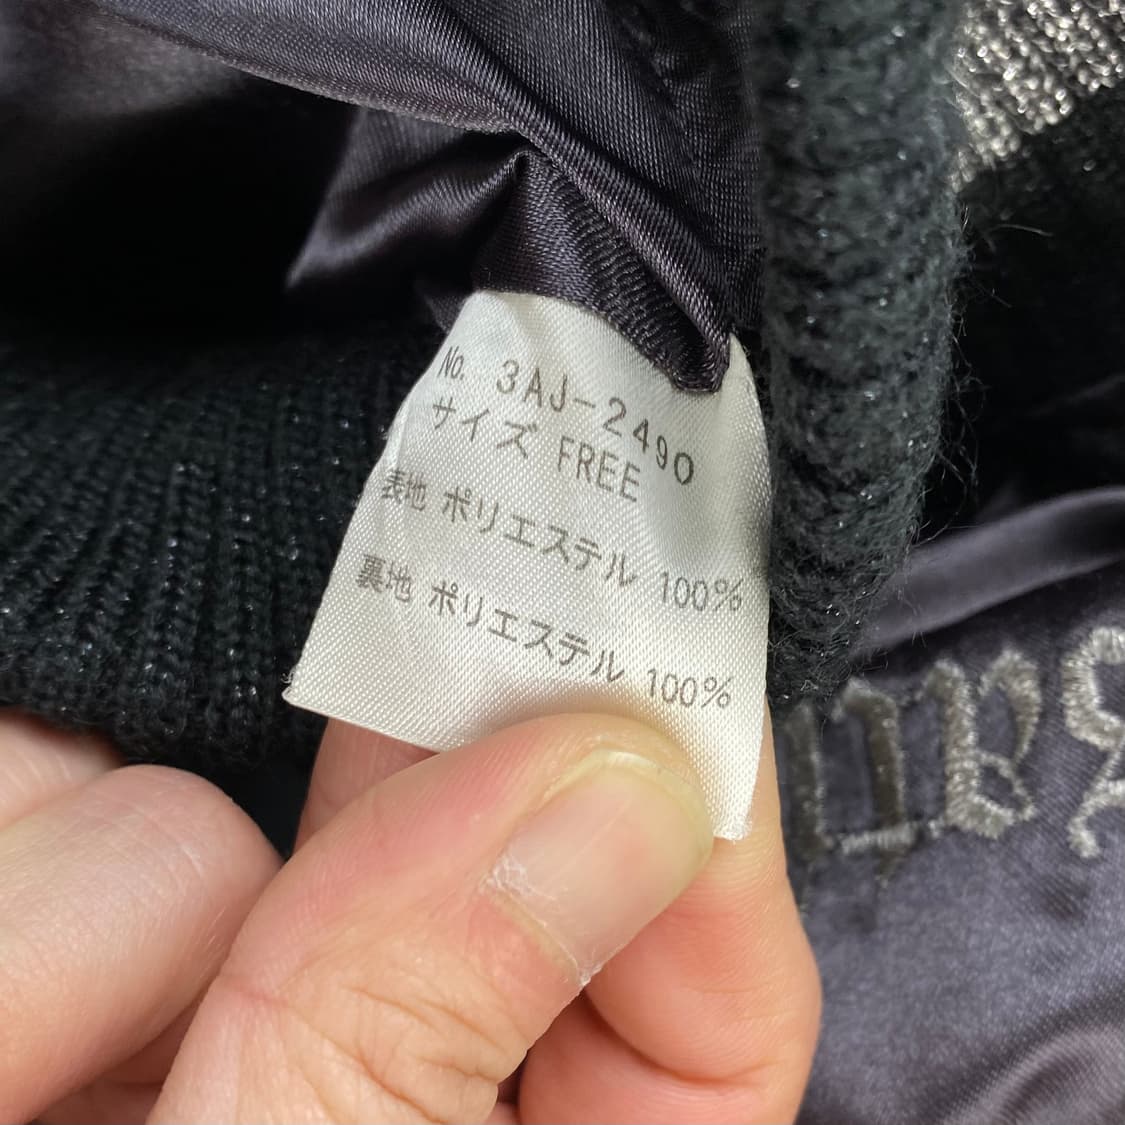 No. 3AJ-2490
サイズ FREE
表地 ポリエステル 100%
裏地 ポリエステル 100%